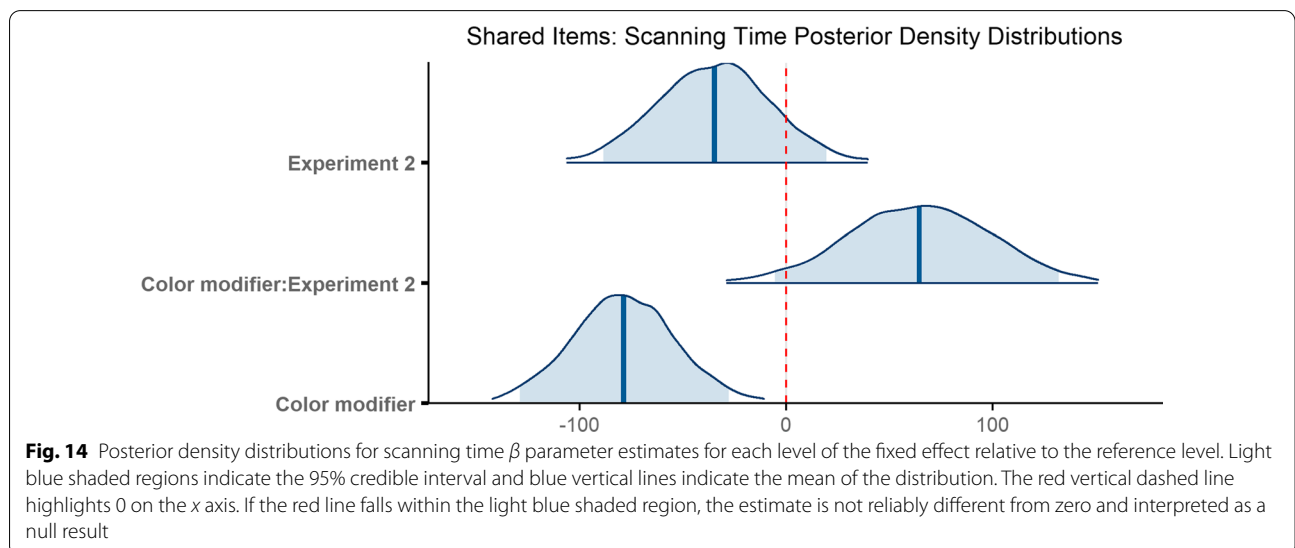 Shared Items: Scanning Time Posterior Density Distributions
Experiment 2
Color modifier:Experiment 2
Color modifier
-100 0 100
Fig. 14 Posterior density distributions for scanning time β parameter estimates for each level of the fixed effect relative to the reference level. Light
blue shaded regions indicate the 95% credible interval and blue vertical lines indicate the mean of the distribution. The red vertical dashed line
highlights 0 on the x axis. If the red line falls within the light blue shaded region, the estimate is not reliably different from zero and interpreted as a
null result